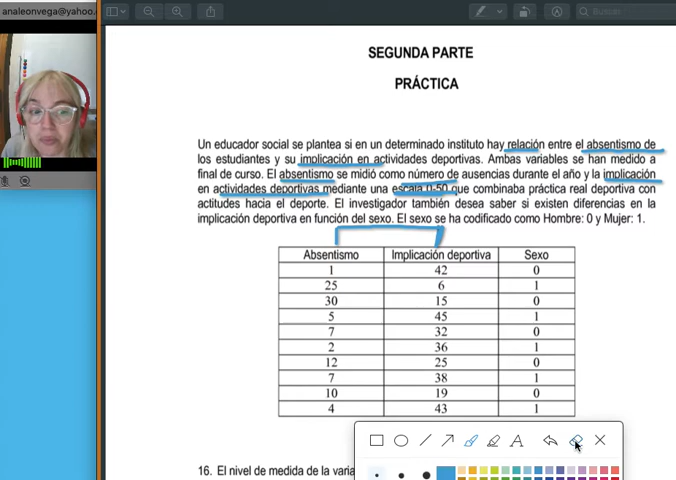 analeonvega@yahoo.
Buscar
SEGUNDA PARTE
PRÁCTICA
Un educador social se plantea si en un determinado instituto hay relación entre el absentismo de
los estudiantes y su implicación en actividades deportivas. Ambas variables se han medido a
final de curso. El absentismo se midió como número de ausencias durante el año y la implicación
en actividades deportivas mediante una escala 0-50 que combinaba práctica real deportiva con
actitudes hacia el deporte. El investigador también desea saber si existen diferencias en la
implicación deportiva en función del sexo. El sexo se ha codificado como Hombre: 0 y Mujer: 1.
Absentismo Implicación deportiva Sexo
1 42 0
25 6 1
30 15 0
5 45 1
7 32 0
2 36 1
12 25 0
7 38 1
10 19 0
4 43 1
A
16. El nivel de medida de la varia